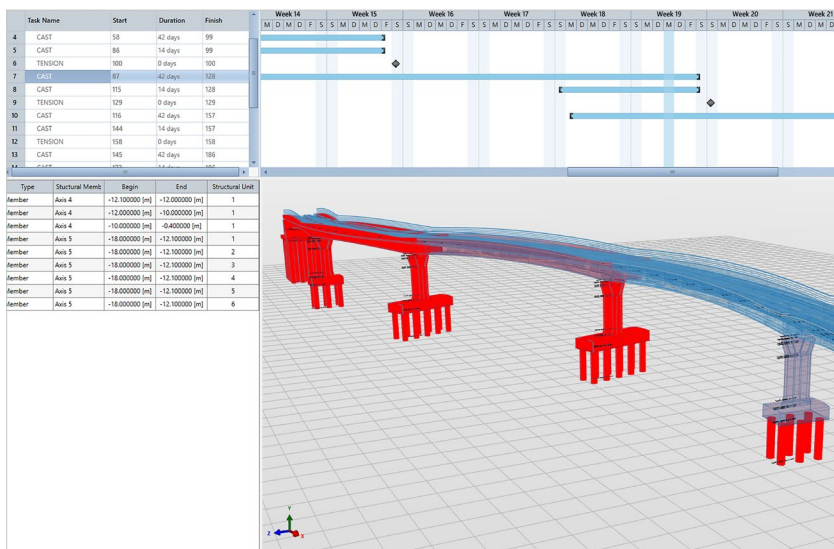 Task Name Start Duration Finish
Week 14 Week 15 Week 16 Week 17 Week 18 Week 19 Week 20 Week 21
M D M D F S S M D M D F S S M D M D F S S M D M D F S S M D M D F S S M D M D F S S M D M D F S S M D M D F
4 CAST 58 42 days 99
5 CAST 86 14 days 99
6 TENSION 100 0 days 100
7 CAST 87 42 days 128
8 CAST 115 14 days 128
9 TENSION 129 0 days 129
10 CAST 116 42 days 157
11 CAST 144 14 days 157
12 TENSION 158 0 days 158
13 CAST 145 42 days 186
Type Stuctural Memb Begin End Structural Unit
Member Axis 4 -12.100000 [m] -12.000000 [m] 1
Member Axis 4 -12.000000 [m] -10.000000 [m] 1
Member Axis 4 -10.000000 [m] -0.400000 [m] 1
Member Axis 5 -18.000000 [m] -12.100000 [m] 1
Member Axis 5 -18.000000 [m] -12.100000 [m] 2
Member Axis 5 -18.000000 [m] -12.100000 [m] 3
Member Axis 5 -18.000000 [m] -12.100000 [m] 4
Member Axis 5 -18.000000 [m] -12.100000 [m] 5
Member Axis 5 -18.000000 [m] -12.100000 [m] 6
Y
Z X